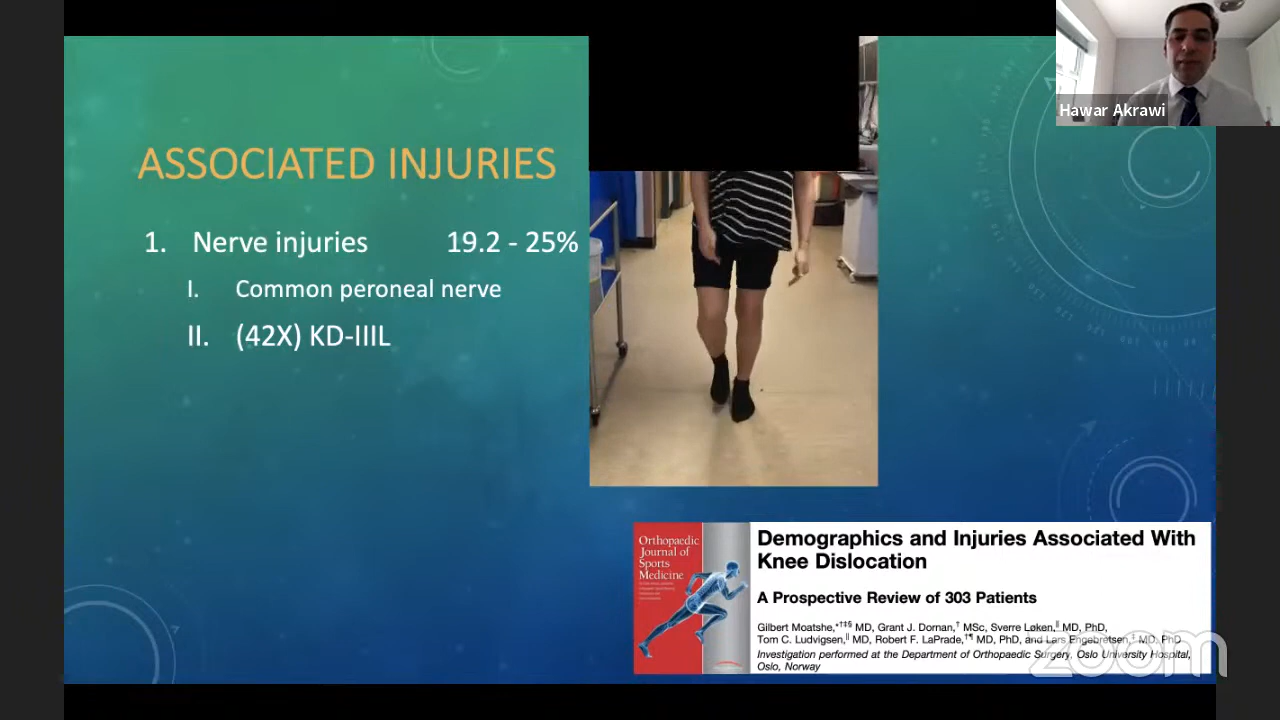 Hawar Akrawi
ASSOCIATED INJURIES
1. Nerve injuries 19.2 - 25%
I. Common peroneal nerve
II. (42X) KD-IIIL
Orthopaedic
Journal of
Sports
Medicine
Demographics and Injuries Associated With
Knee Dislocation
A Prospective Review of 303 Patients
Gilbert Moatshe,*†‡§ MD, Grant J. Dornan,† MSc, Sverre Løken,‖ MD, PhD,
Tom C. Ludvigsen,‖ MD, Robert F. LaPrade,†¶ MD, PhD, and Lars Engebretsen, MD, PhD
Investigation performed at the Department of Orthopaedic Surgery, Oslo University Hospital,
Oslo, Norway
zoom